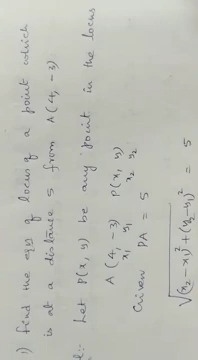 1) Find the eqn of locus of a point which
is at a distance 5 from A(4, -3)
Let P(x, y) be any point in the locus
A (4, -3) P(x, y)
x₁ y₁ x₂ y₂
Given PA = 5
√(x₂ - x₁)² + (y₂ - y₁)² = 5